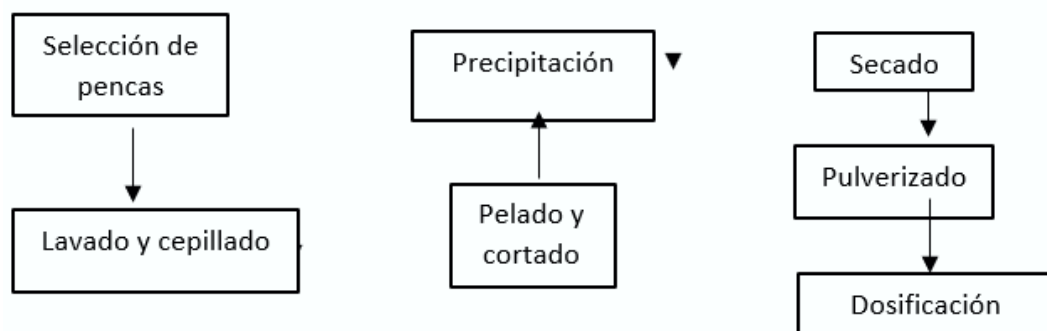 Selección de
pencas
Lavado y cepillado
Precipitación
Pelado y
cortado
Secado
Pulverizado
Dosificación